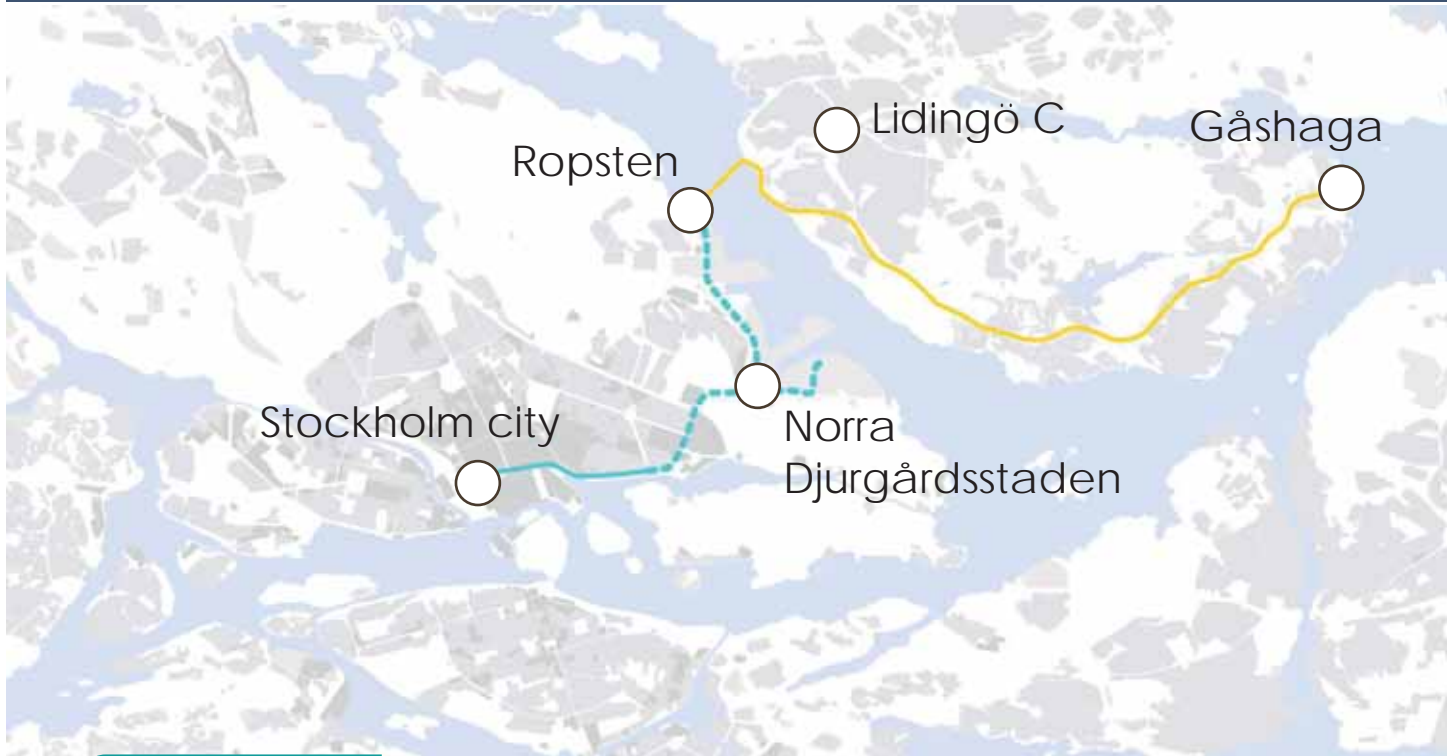 Lidingö C
Gåshaga
Ropsten
Stockholm city
Norra
Djurgårdsstaden